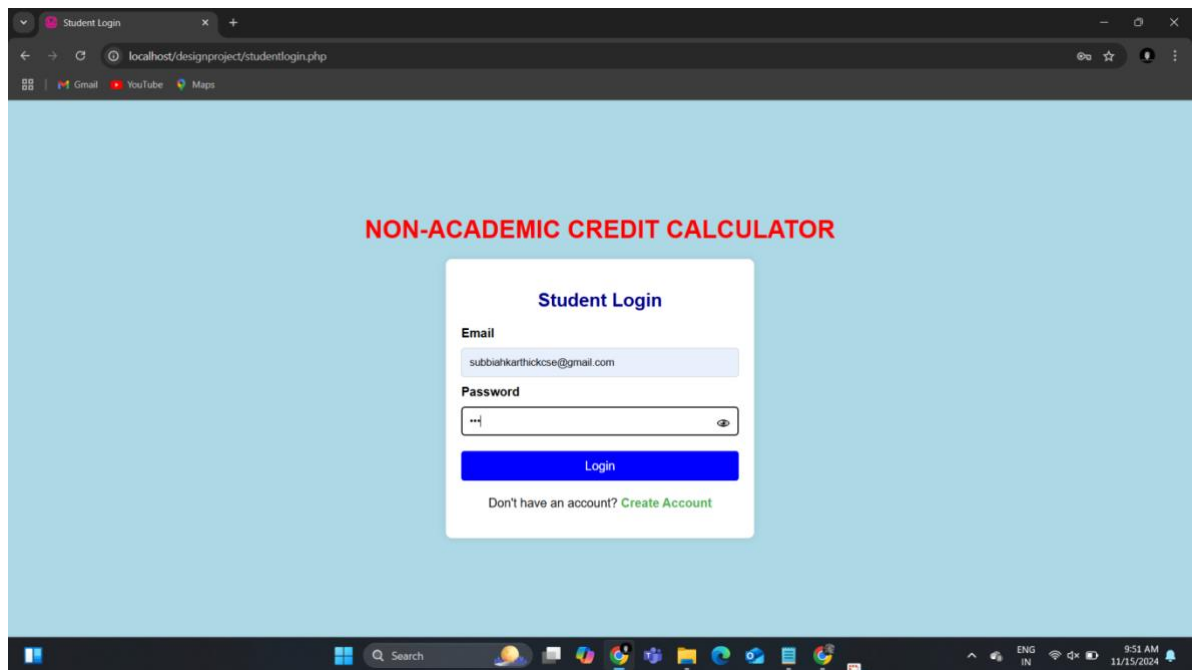 Student Login
localhost/designproject/studentlogin.php
Gmail YouTube Maps
NON-ACADEMIC CREDIT CALCULATOR
Student Login
Email
subbiahkarthickcse@gmail.com
Password
Login
Don't have an account? Create Account
Search
ENG
IN
9:51 AM
11/15/2024